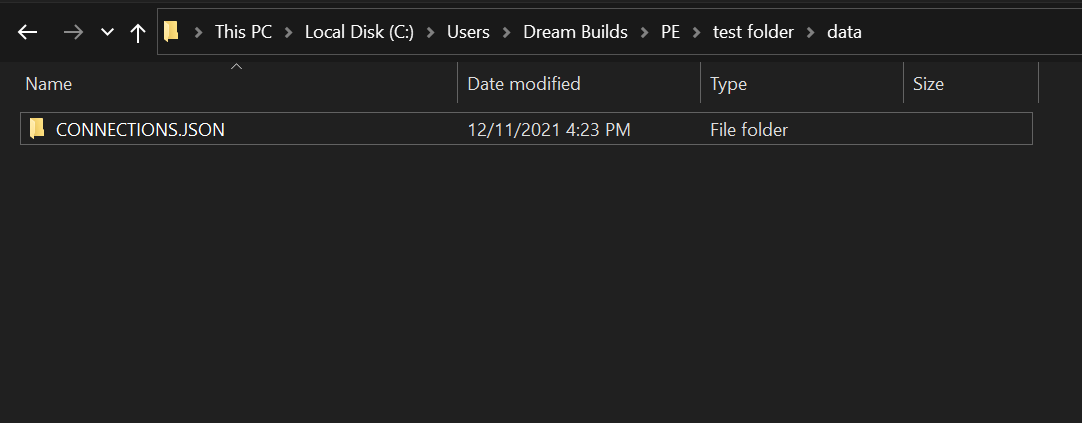 This PC > Local Disk (C:) > Users > Dream Builds > PE > test folder > data
Name Date modified Type Size
CONNECTIONS.JSON 12/11/2021 4:23 PM File folder